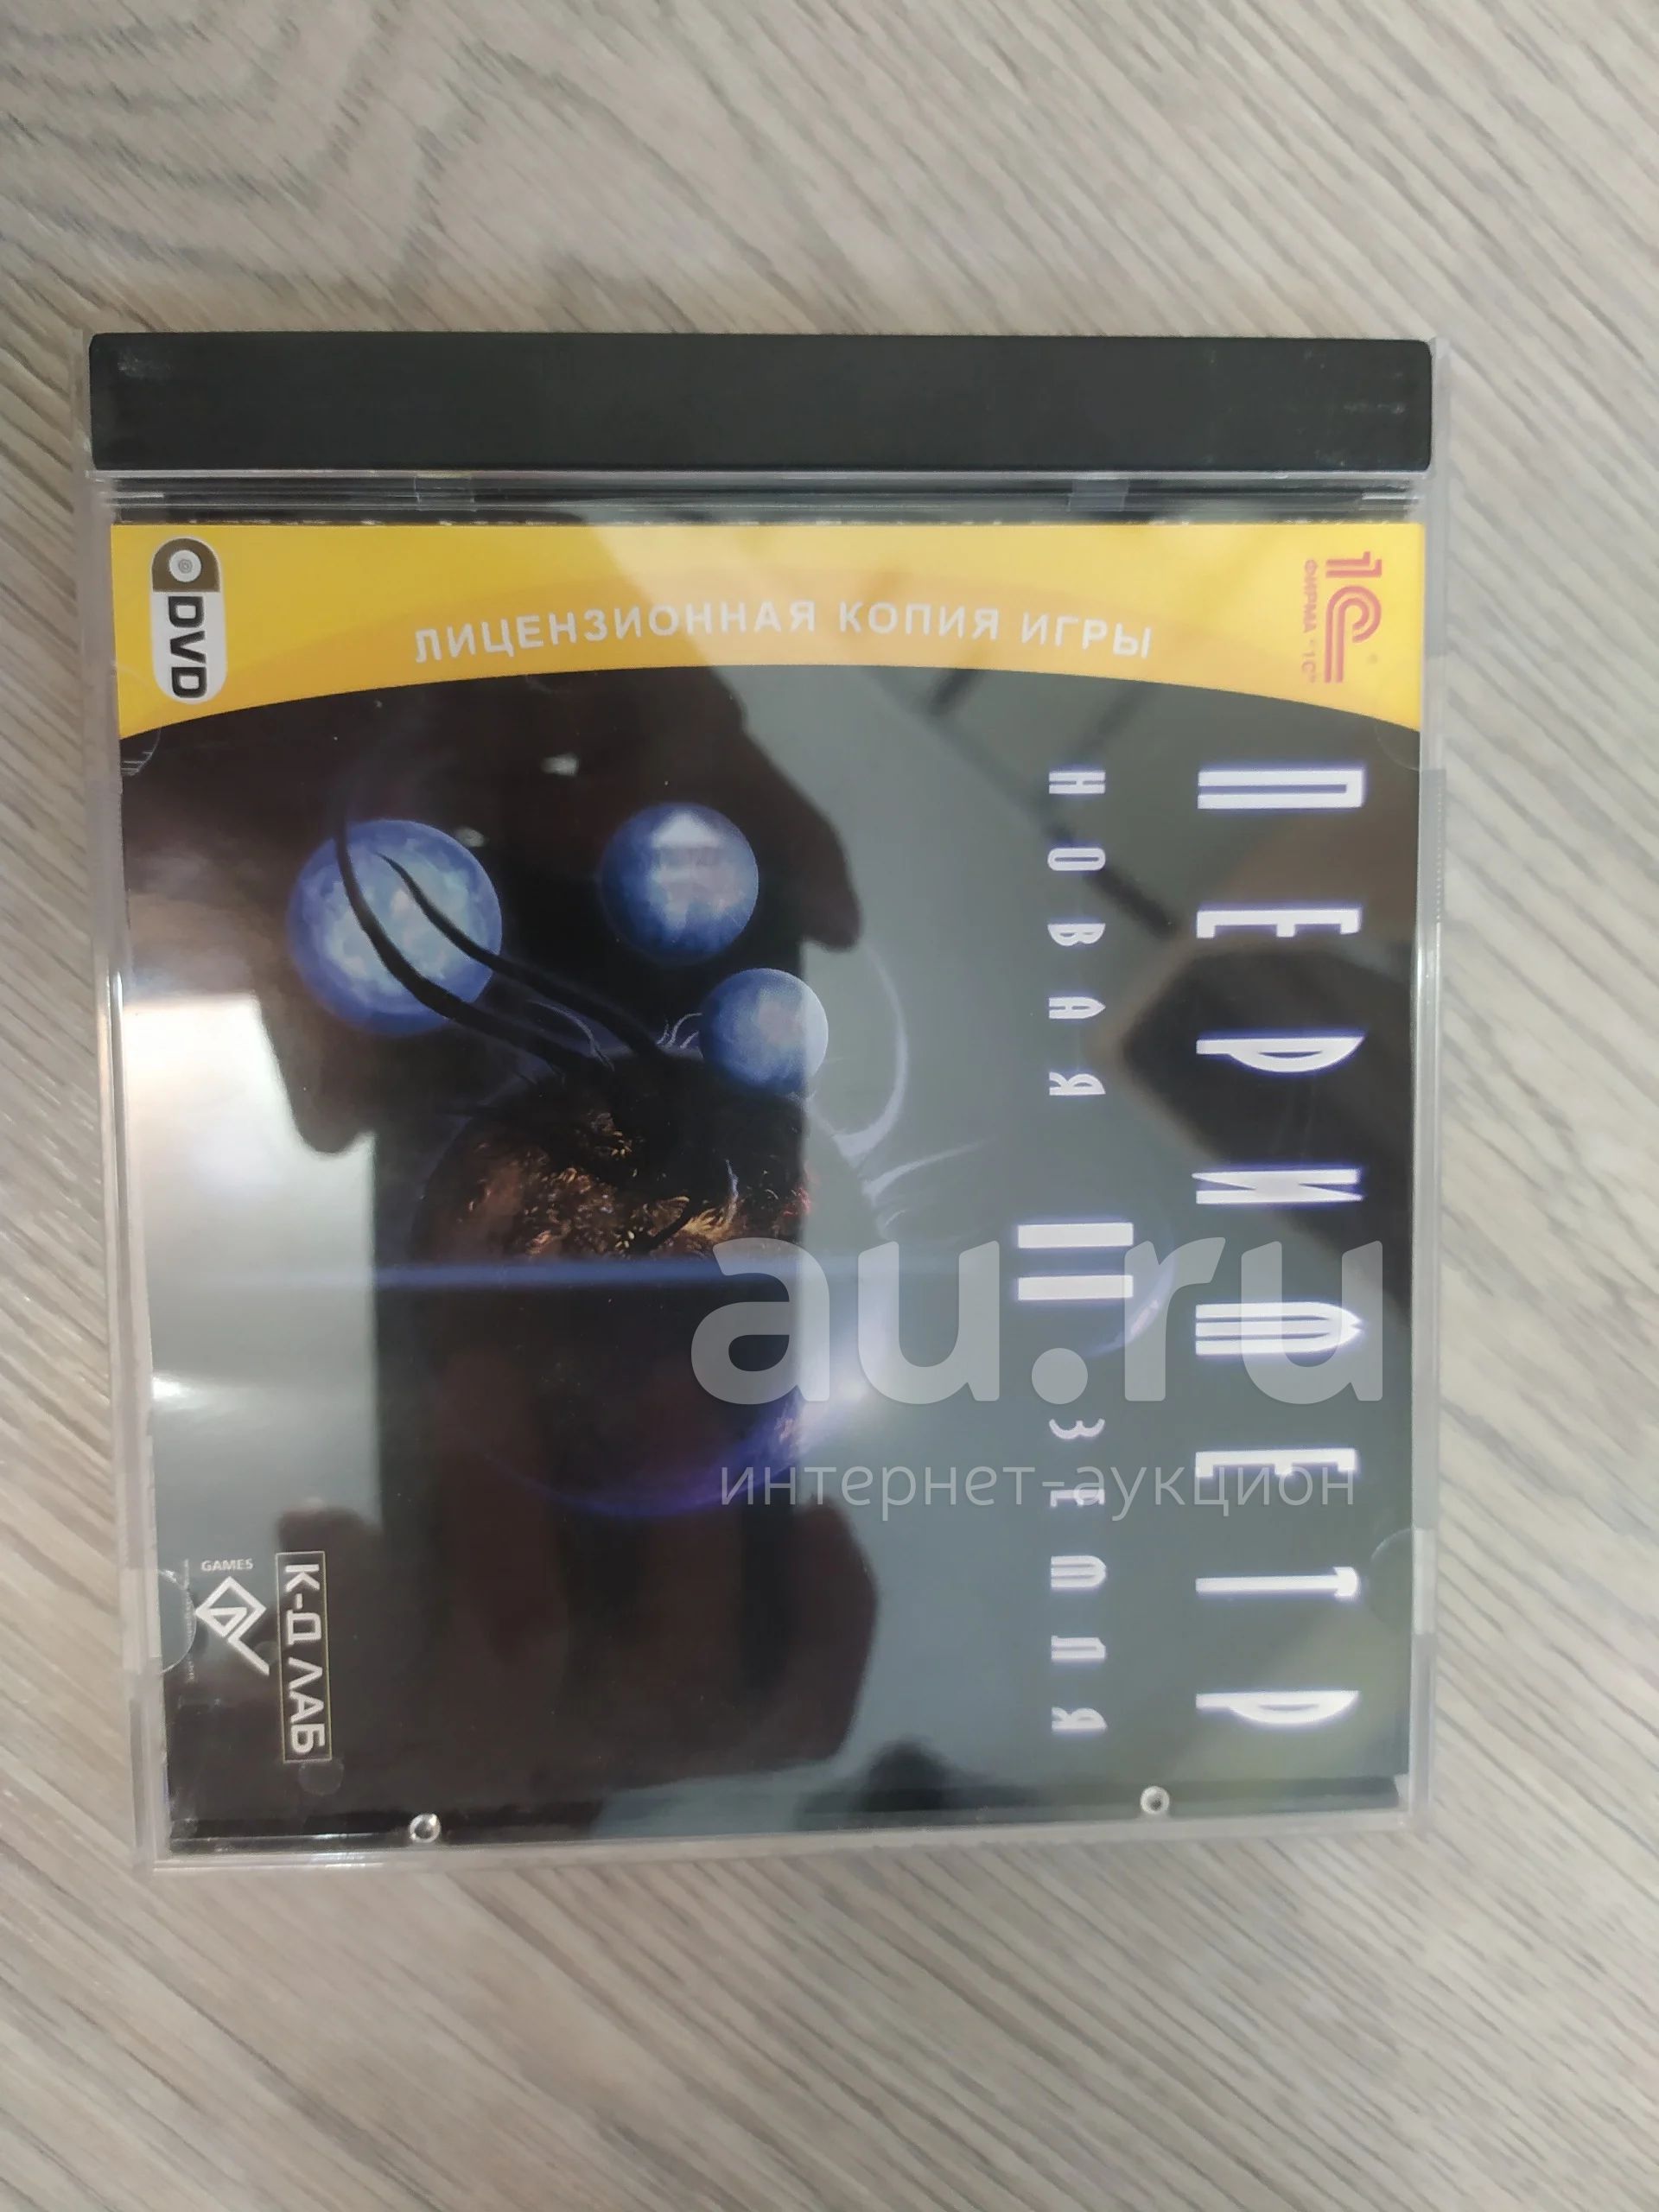 1С®
ФИРМА "1С"
ЛИЦЕНЗИОННАЯ КОПИЯ ИГРЫ
DVD
ПЕРИМЕТР
II
НОВАЯ ЗЕМЛЯ
К-Д ЛАБ
GAMES
au.ru
интернет-аукцион